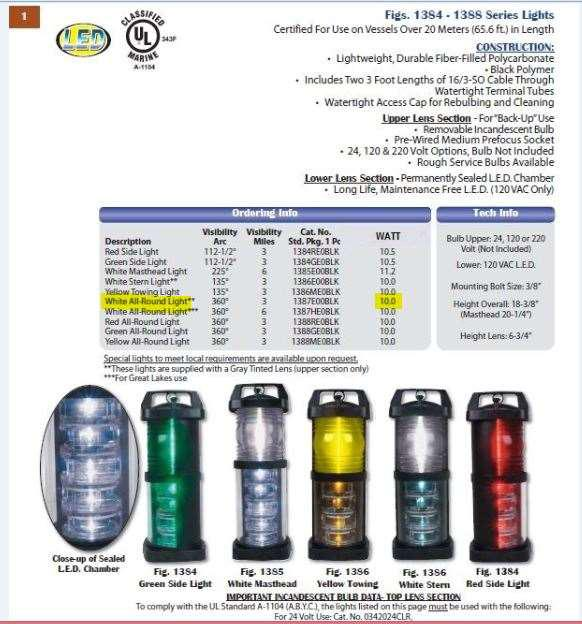 1
LED
CLASSIFIED
UL
MARINE
343F
A-1104
Figs. 1384 - 1388 Series Lights
Certified For Use on Vessels Over 20 Meters (65.6 ft.) in Length
CONSTRUCTION:
• Lightweight, Durable Fiber-Filled Polycarbonate
• Black Polymer
• Includes Two 3 Foot Lengths of 16/3-SO Cable Through
Watertight Terminal Tubes
• Watertight Access Cap for Rebulbing and Cleaning
Upper Lens Section - For "Back-Up" Use
• Removable Incandescent Bulb
• Pre-Wired Medium Prefocus Socket
• 24, 120 & 220 Volt Options, Bulb Not Included
• Rough Service Bulbs Available
Lower Lens Section - Permanently Sealed L.E.D. Chamber
• Long Life, Maintenance Free L.E.D. (120 VAC Only)
Ordering Info
Visibility Visibility Cat. No.
Description Arc Miles Std. Pkg. 1 Pc WATT
Red Side Light 112-1/2° 3 1384RE0BLK 10.5
Green Side Light 112-1/2° 3 1384GE0BLK 10.5
White Masthead Light 225° 6 1385E00BLK 11.2
White Stern Light** 135° 3 1386E00BLK 10.0
Yellow Towing Light 135° 3 1386ME0BLK 10.0
White All-Round Light** 360° 3 1387E00BLK 10.0
White All-Round Light*** 360° 6 1387HE0BLK 10.0
Red All-Round Light 360° 3 1388RE0BLK 10.0
Green All-Round Light 360° 3 1388GE0BLK 10.0
Yellow All-Round Light 360° 3 1388ME0BLK 10.0
Tech Info
Bulb Upper: 24, 120 or 220
Volt (Not Included)
Lower: 120 VAC L.E.D.
Mounting Bolt Size: 3/8"
Height Overall: 18-3/8"
(Masthead 20-1/4")
Height Lens: 6-3/4"
Special lights to meet local requirements are available upon request.
**These lights are supplied with a Gray Tinted Lens (upper section only)
***For Great Lakes use
Close-up of Sealed
L.E.D. Chamber
Fig. 1384
Green Side Light
Fig. 1385
White Masthead
Fig. 1386
Yellow Towing
Fig. 1386
White Stern
Fig. 1384
Red Side Light
IMPORTANT INCANDESCENT BULB DATA- TOP LENS SECTION
To comply with the UL Standard A-1104 (A.B.Y.C.), the lights listed on this page must be used with the following:
For 24 Volt Use: Cat. No. 0342024CLR,